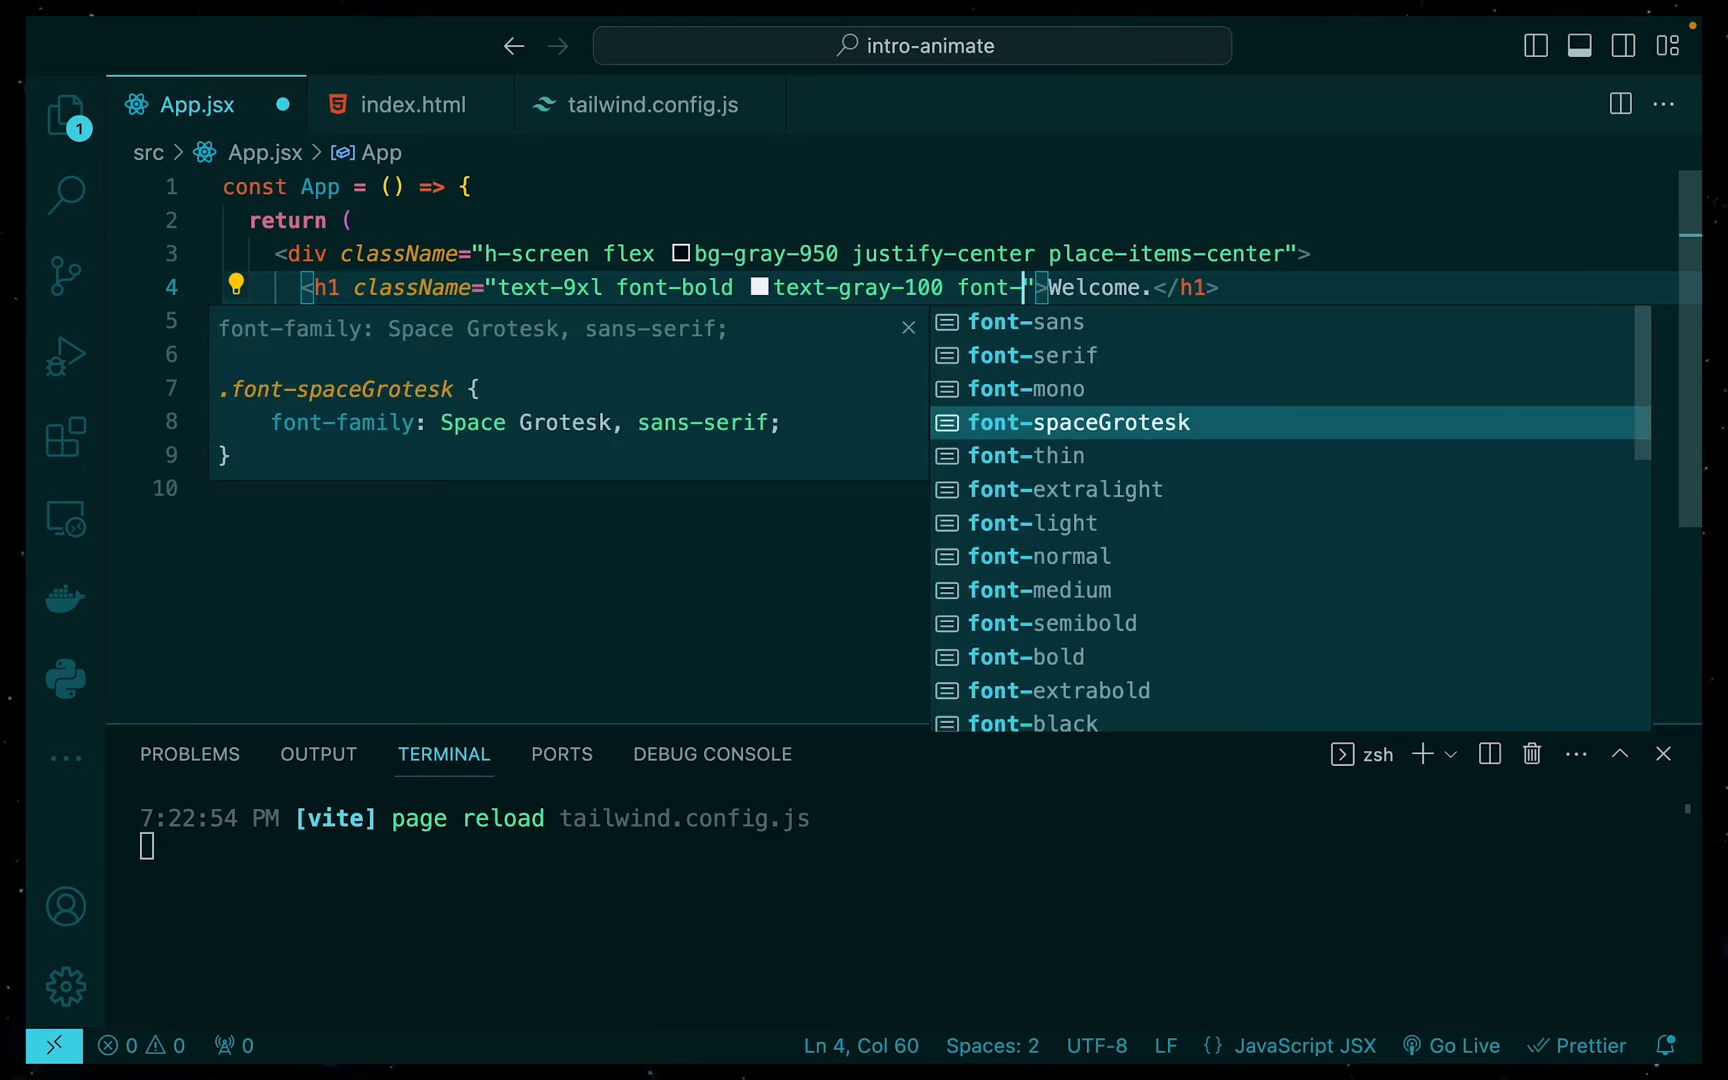 intro-animate
App.jsx index.html tailwind.config.js
1
src > App.jsx > App
1 const App = () => {
2 return (
3 <div className="h-screen flex bg-gray-950 justify-center place-items-center">
4 <h1 className="text-9xl font-bold text-gray-100 font-">Welcome.</h1>
5
6
7
8
9
10
font-family: Space Grotesk, sans-serif;
.font-spaceGrotesk {
font-family: Space Grotesk, sans-serif;
}
font-sans
font-serif
font-mono
font-spaceGrotesk
font-thin
font-extralight
font-light
font-normal
font-medium
font-semibold
font-bold
font-extrabold
font-black
PROBLEMS OUTPUT TERMINAL PORTS DEBUG CONSOLE zsh
7:22:54 PM [vite] page reload tailwind.config.js
0 0 0 Ln 4, Col 60 Spaces: 2 UTF-8 LF {} JavaScript JSX Go Live Prettier